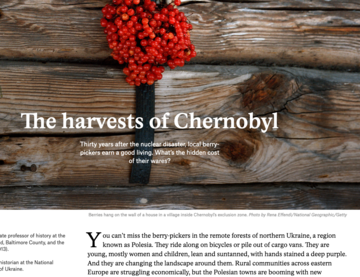 The harvests of Chernobyl
Thirty years after the nuclear disaster, local berry-
pickers earn a good living. What's the hidden cost
of their wares?
Berries hang on the wall of a house in a village inside Chernobyl's exclusion zone. Photo by Rena Effendi/National Geographic/Getty
ate professor of history at the
d, Baltimore County, and the
istorian at the National
f Ukraine.
You can't miss the berry-pickers in the remote forests of northern Ukraine, a region
known as Polesia. They ride along on bicycles or pile out of cargo vans. They are
young, mostly women and children, lean and suntanned, with hands stained a deep purple.
And they are changing the landscape around them. Rural communities across eastern
Europe are struggling economically, but the Polesian towns are booming with new